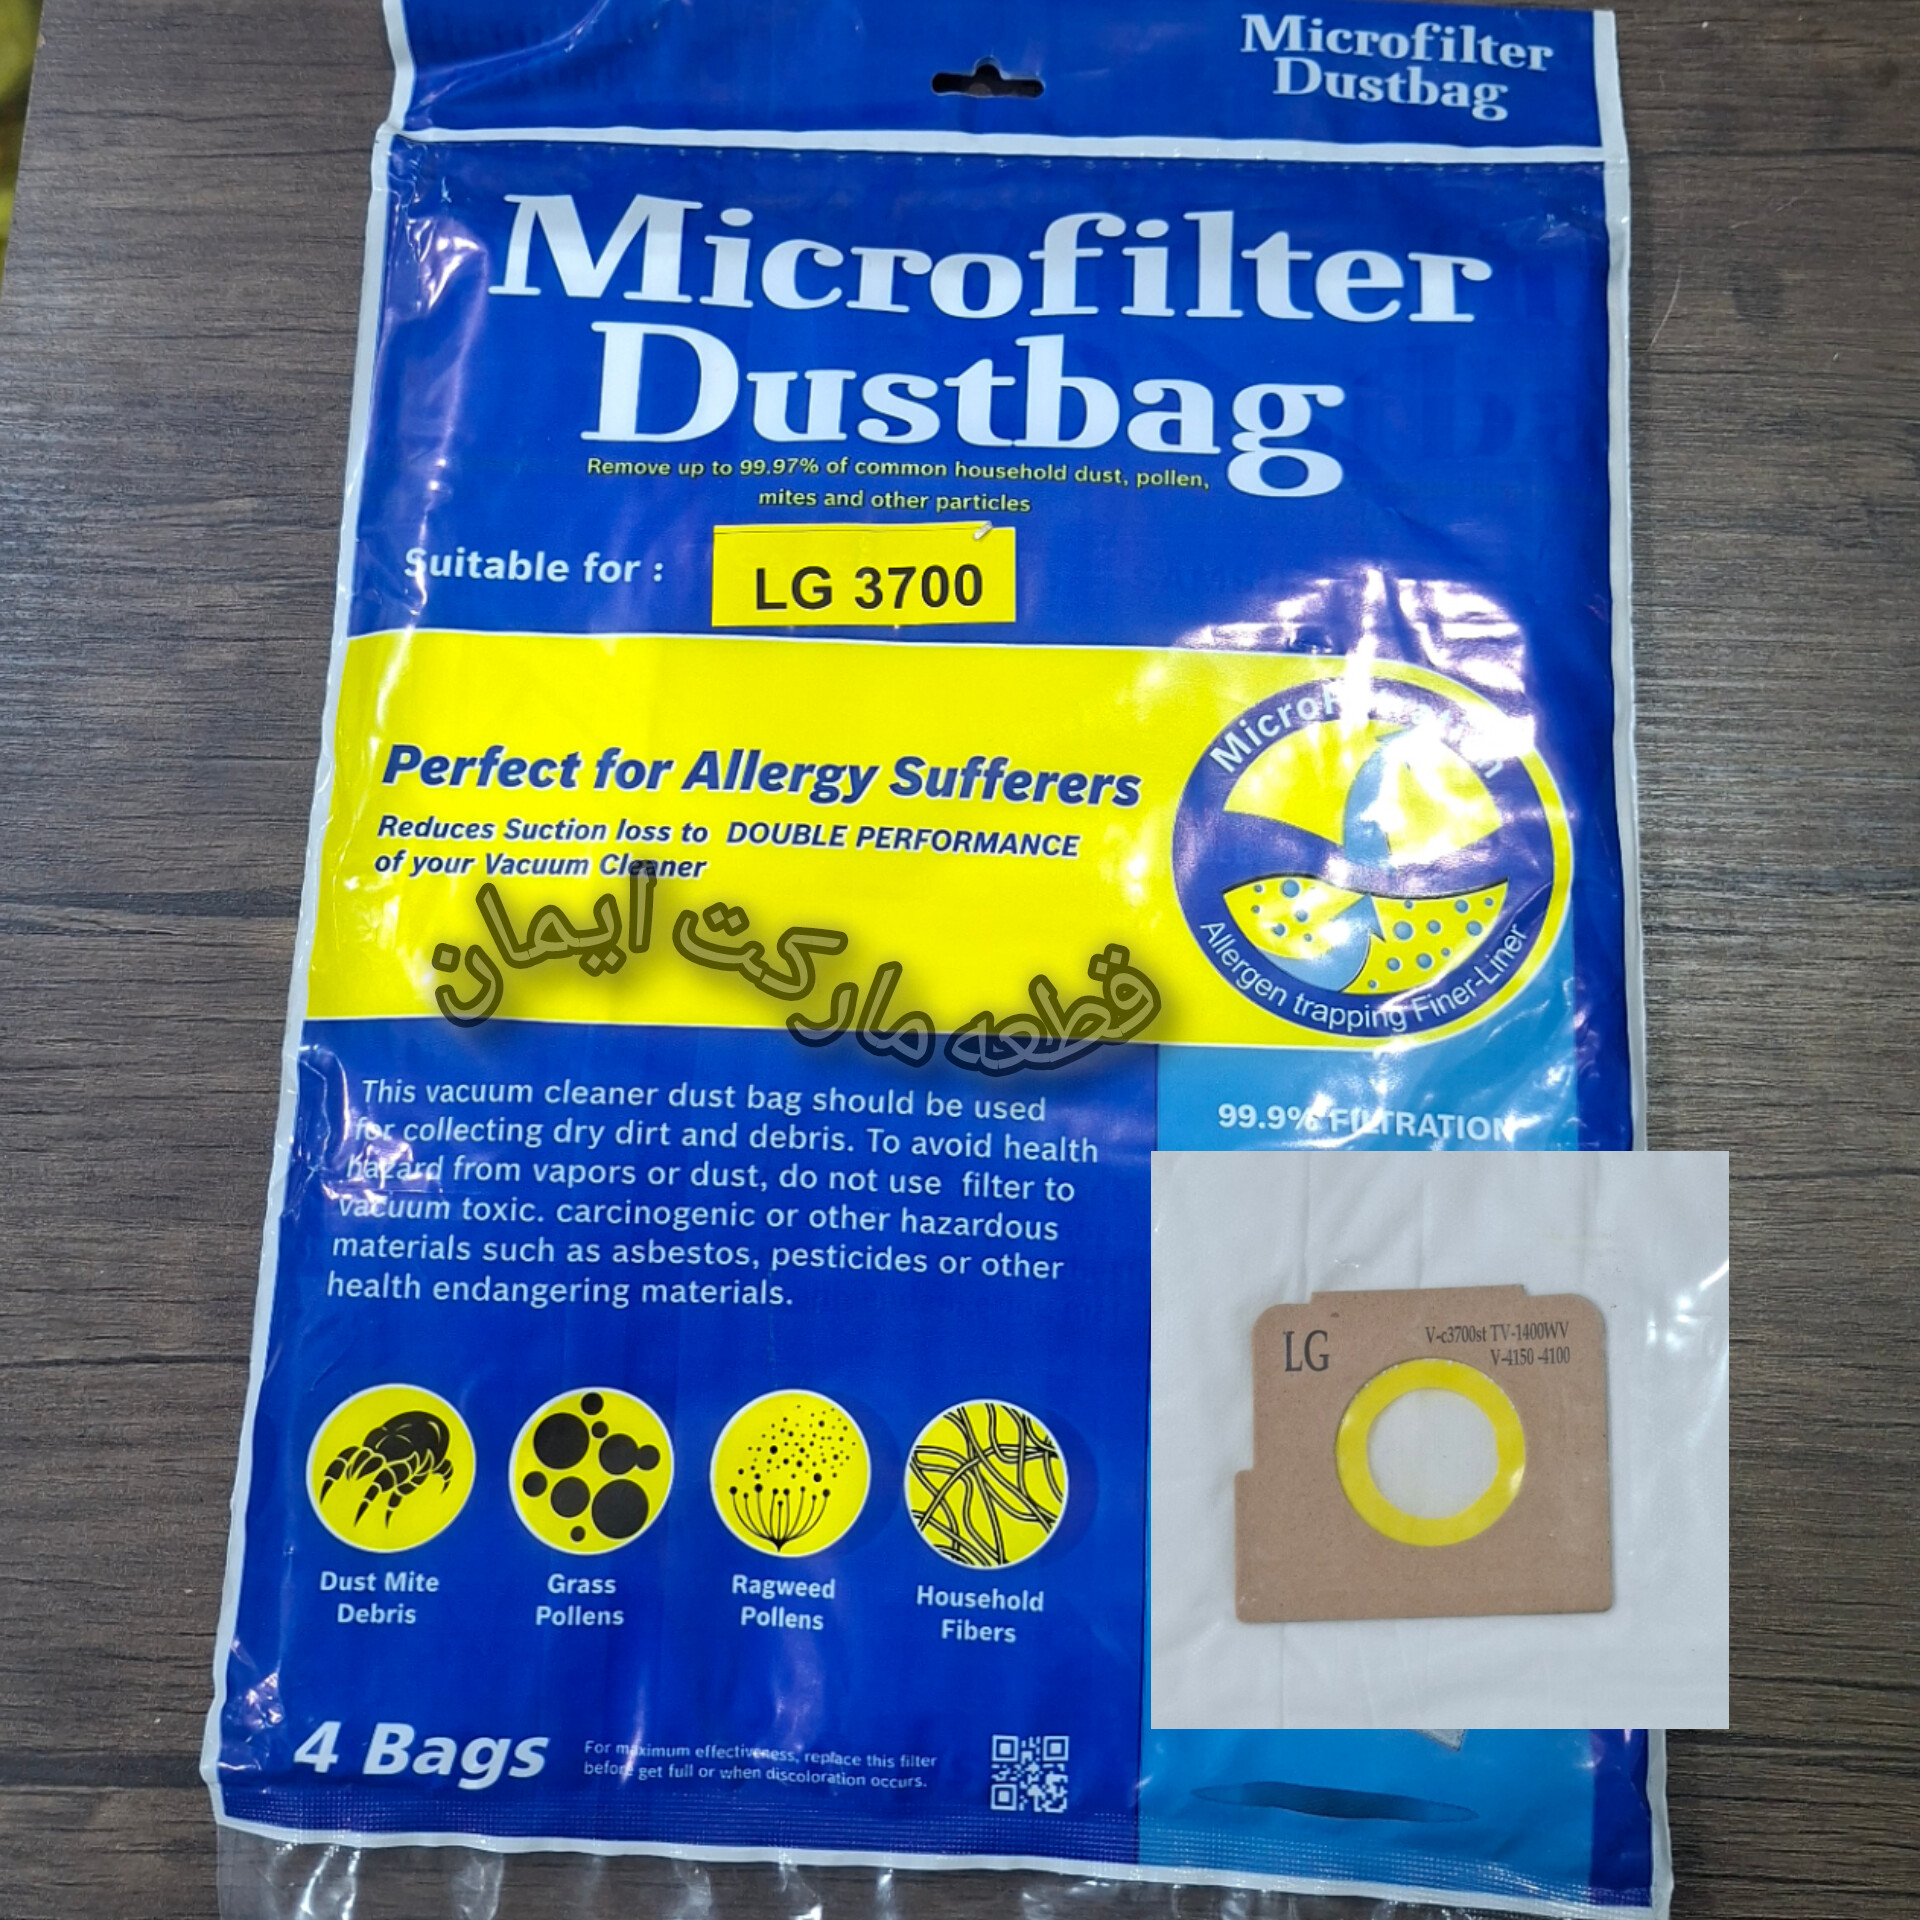 Microfilter
Dustbag
Microfilter
Dustbag
Remove up to 99.97% of common household dust, pollen,
mites and other particles
Suitable for :
LG 3700
Perfect for Allergy Sufferers
Reduces Suction loss to DOUBLE PERFORMANCE
of your Vacuum Cleaner
Allergen trapping Finer-Liner
قطعه مارکت ایمان
This vacuum cleaner dust bag should be used
for collecting dry dirt and debris. To avoid health
hazard from vapors or dust, do not use filter to
vacuum toxic. carcinogenic or other hazardous
materials such as asbestos, pesticides or other
health endangering materials.
99.9% FILTRATION
LG
V-c3700st TV-1400WV
V-4150 -4100
Dust Mite
Debris
Grass
Pollens
Ragweed
Pollens
Household
Fibers
4 Bags
For maximum effectiveness, replace this filter
before get full or when discoloration occurs.